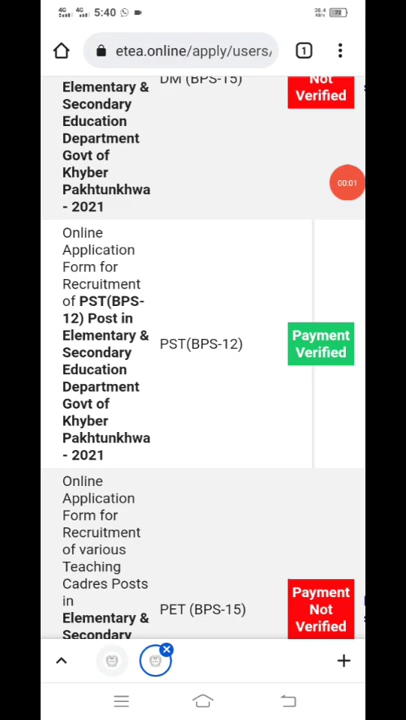 4G 4G 5:40
etea.online/apply/users/
1
Elementary &
Secondary
Education
Department
Govt of
Khyber
Pakhtunkhwa
- 2021
DM (BPS-15)
Not
Verified
00:01
Online
Application
Form for
Recruitment
of PST(BPS-
12) Post in
Elementary &
Secondary
Education
Department
Govt of
Khyber
Pakhtunkhwa
- 2021
PST(BPS-12)
Payment
Verified
Online
Application
Form for
Recruitment
of various
Teaching
Cadres Posts
in
Elementary &
Secondary
PET (BPS-15)
Payment
Not
Verified